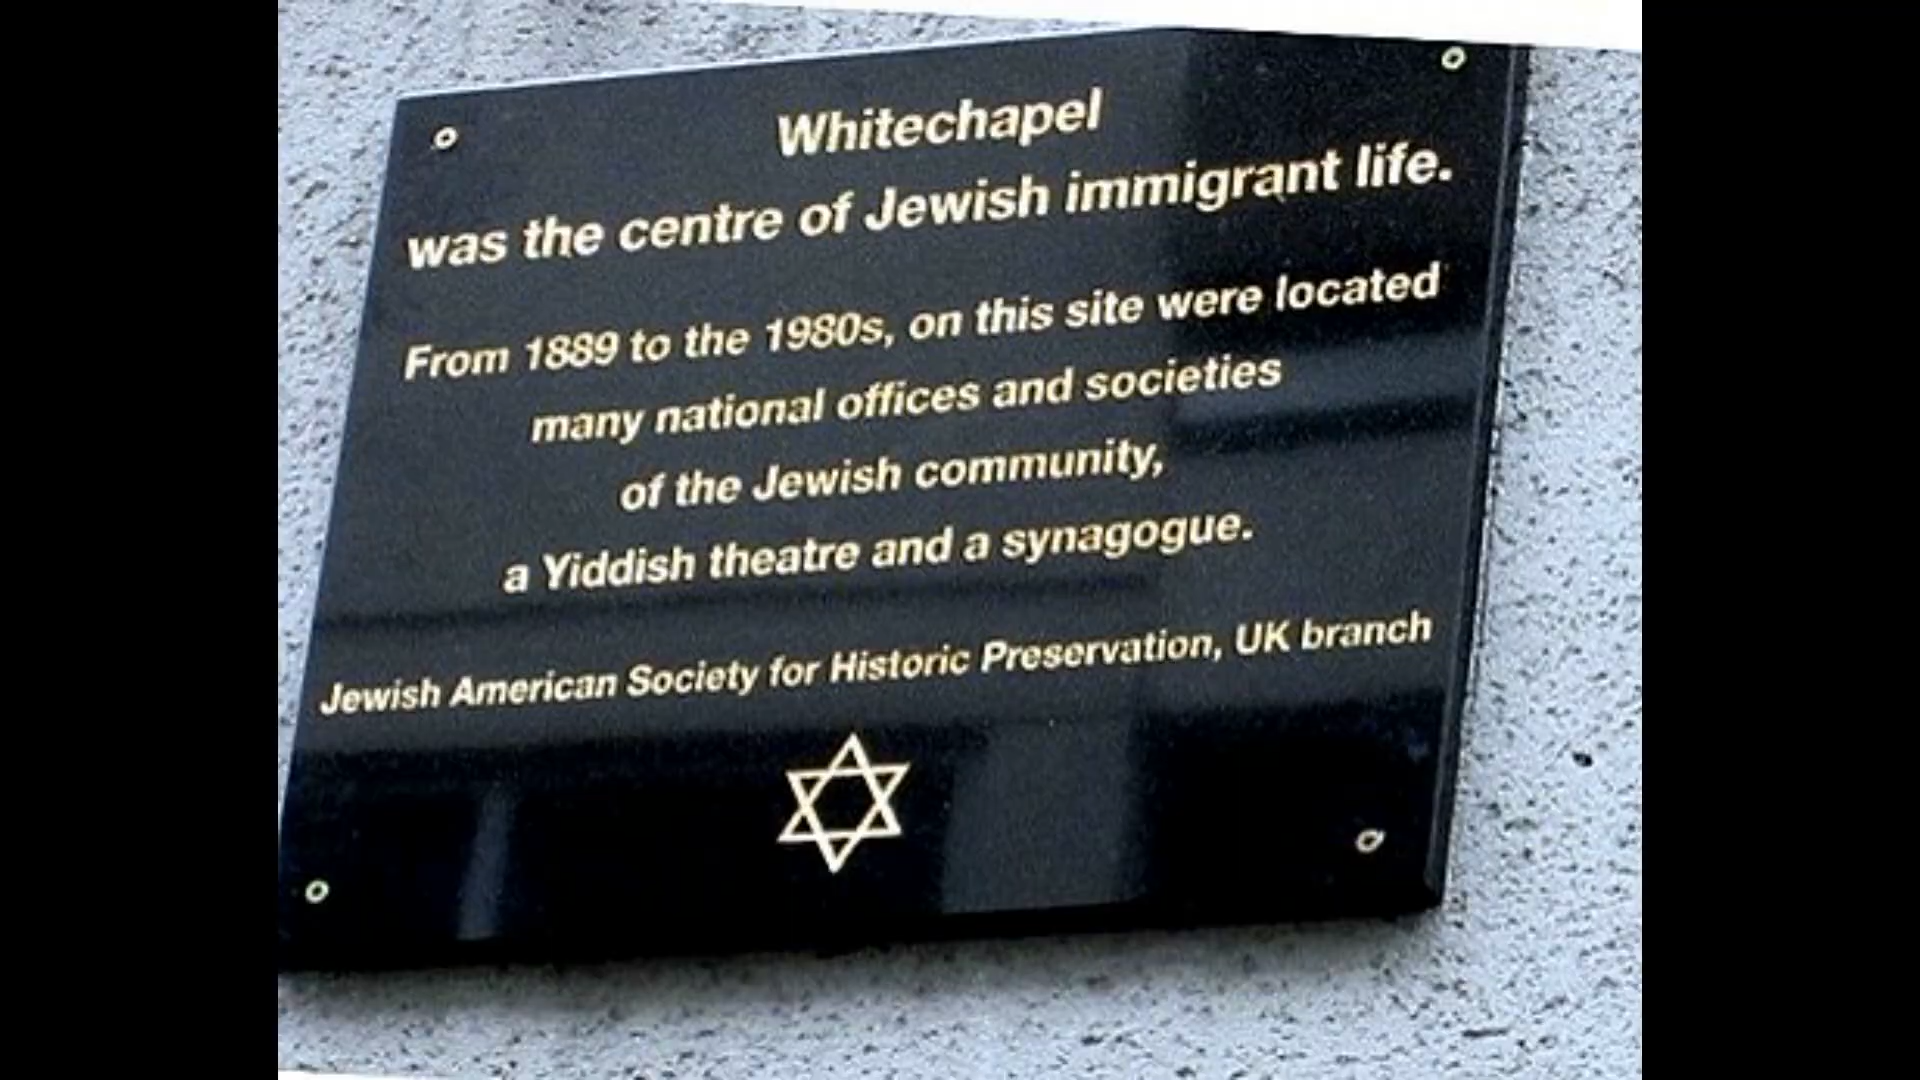 Whitechapel
was the centre of Jewish immigrant life.
From 1889 to the 1980s, on this site were located
many national offices and societies
of the Jewish community,
a Yiddish theatre and a synagogue.
Jewish American Society for Historic Preservation, UK branch